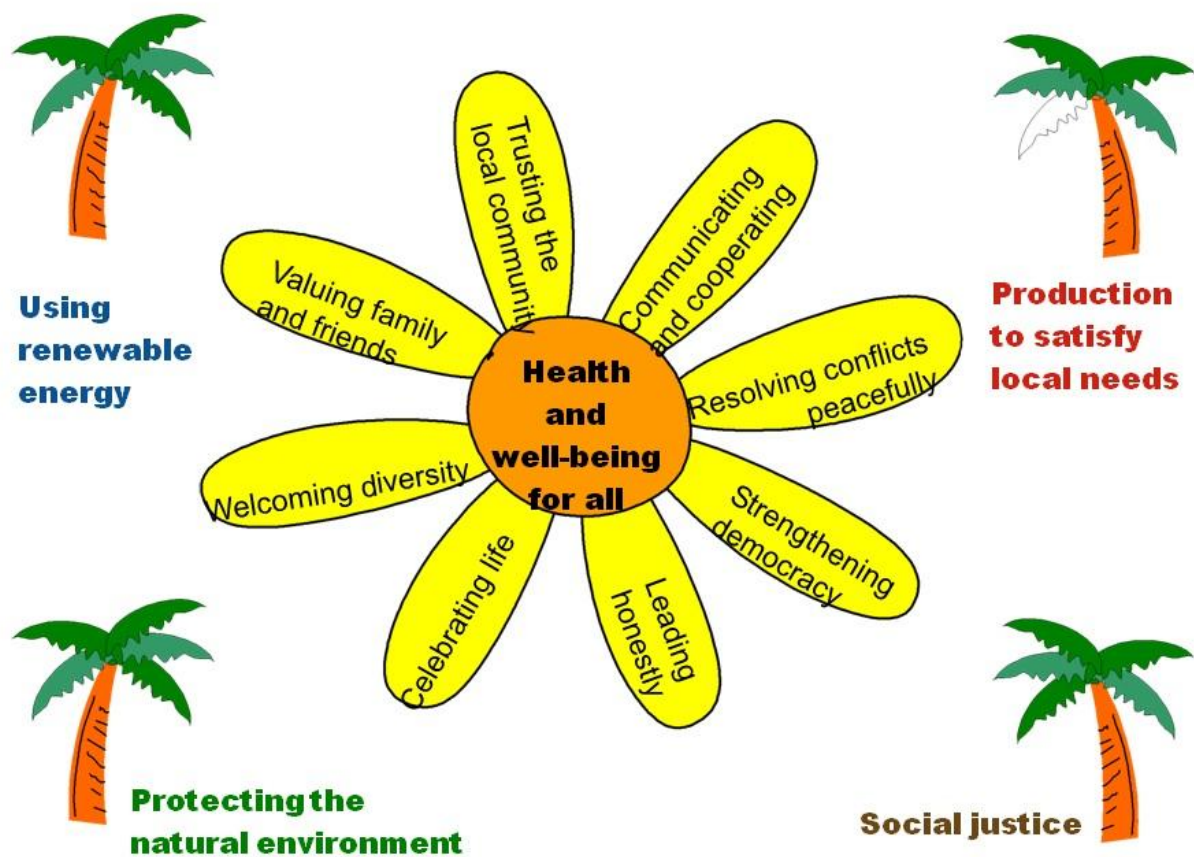 Trusting the
local community
Communicating
and cooperating
Valuing family
and friends
Using
renewable
energy
Production
to satisfy
local needs
Resolving conflicts
peacefully
Health
and
well-being
for all
Welcoming diversity
Strengthening
democracy
Celebrating life
Leading
honestly
Protecting the
natural environment
Social justice